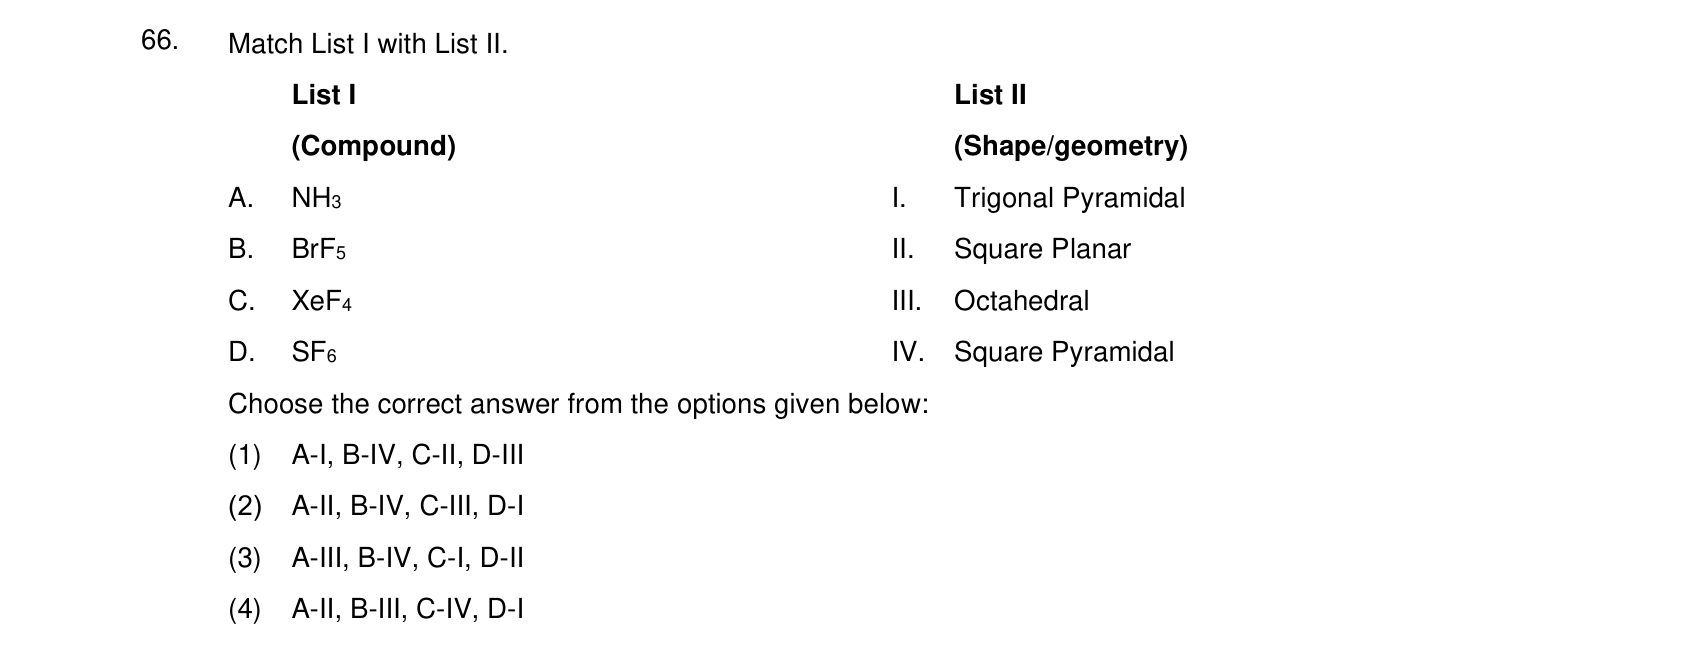 66. Match List I with List II.
List I List II
(Compound) (Shape/geometry)
A. NH3 I. Trigonal Pyramidal
B. BrF5 II. Square Planar
C. XeF4 III. Octahedral
D. SF6 IV. Square Pyramidal
Choose the correct answer from the options given below:
(1) A-I, B-IV, C-II, D-III
(2) A-II, B-IV, C-III, D-I
(3) A-III, B-IV, C-I, D-II
(4) A-II, B-III, C-IV, D-I